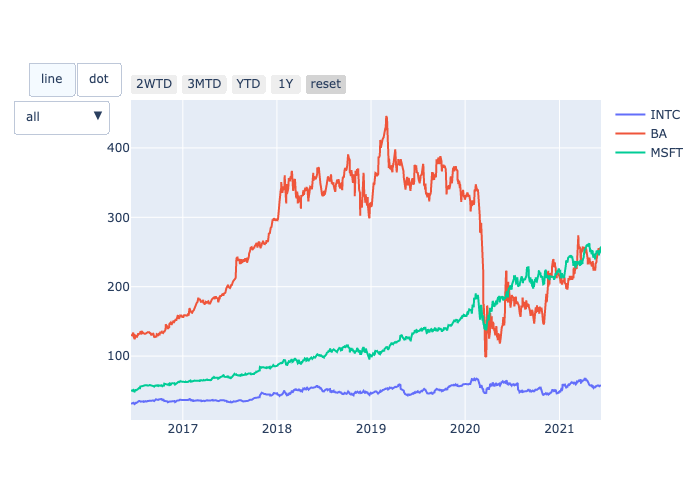 line dot
2WTD 3MTD YTD 1Y reset
all ▼
INTC
BA
MSFT
400
300
200
100
2017 2018 2019 2020 2021